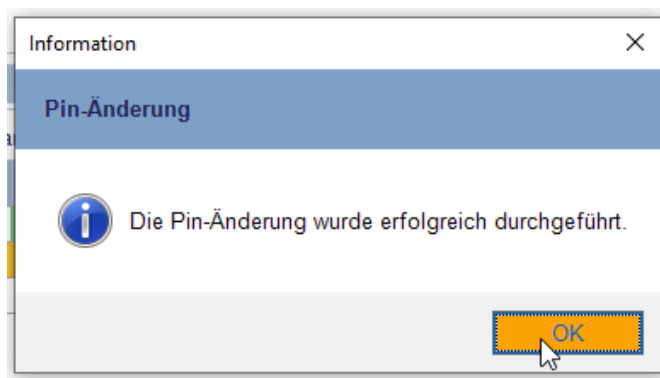 Information
Pin-Änderung
Die Pin-Änderung wurde erfolgreich durchgeführt.
OK